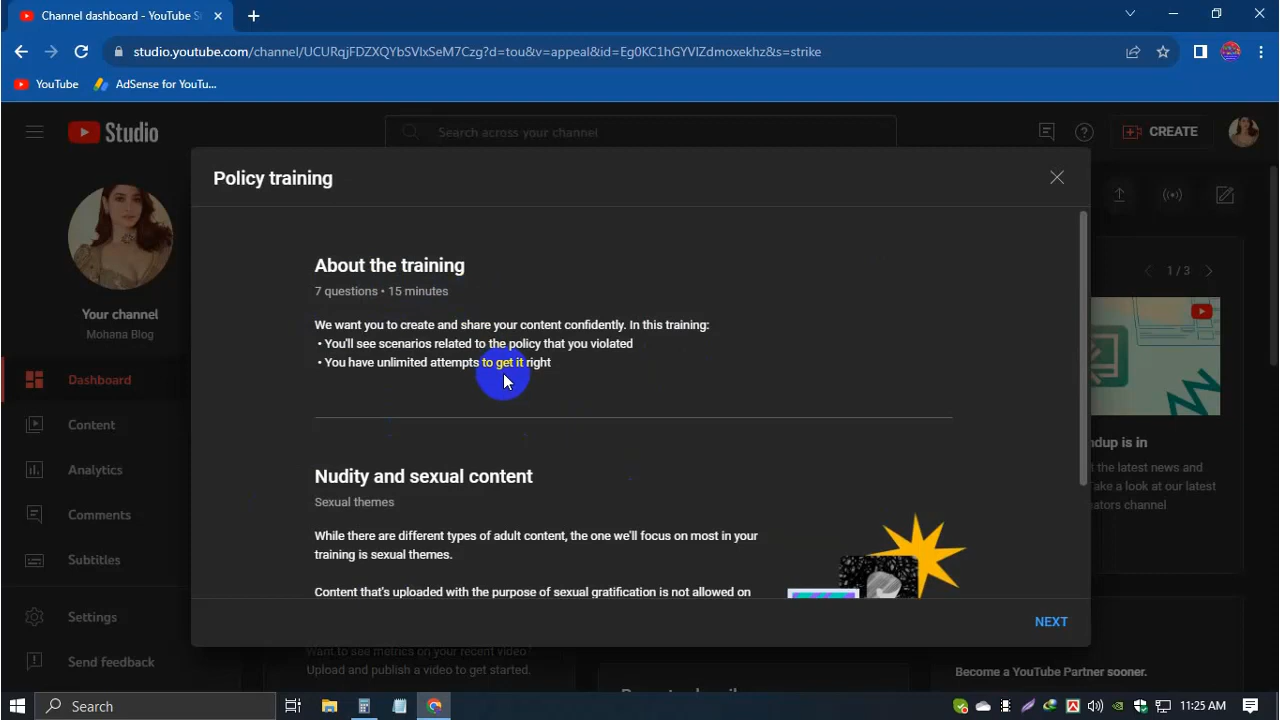 Channel dashboard - YouTube S
studio.youtube.com/channel/UCURqjFDZXQYbSVlxSeM7Czg?d=tou&v=appeal&id=Eg0KC1hGYVlZdmoxekhz&s=strike
YouTube
AdSense for YouTu...
Studio
Search across your channel
CREATE
Policy training
About the training
7 questions • 15 minutes
We want you to create and share your content confidently. In this training:
• You'll see scenarios related to the policy that you violated
• You have unlimited attempts to get it right
Nudity and sexual content
Sexual themes
While there are different types of adult content, the one we'll focus on most in your
training is sexual themes.
Content that's uploaded with the purpose of sexual gratification is not allowed on
NEXT
Your channel
Mohana Blog
Dashboard
Content
Analytics
Comments
Subtitles
Settings
Send feedback
1 / 3
ndup is in
t the latest news and
Take a look at our latest
ators channel
Want to see metrics on your recent video?
Upload and publish a video to get started.
Become a YouTube Partner sooner.
Search
11:25 AM